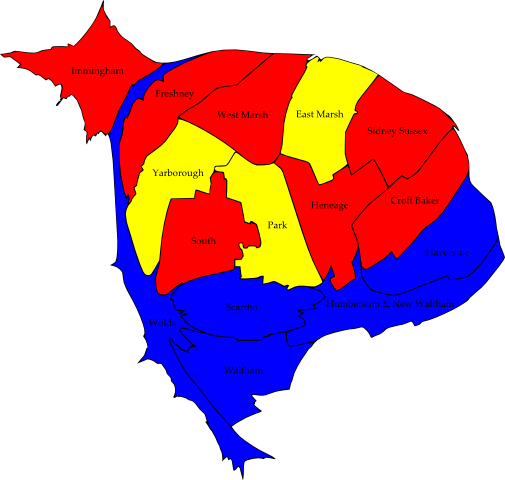 Immingham
Freshney
West Marsh
East Marsh
Sidney Sussex
Yarborough
Heneage
Croft Baker
Park
South
Haverstoe
Scartho
Humberston & New Waltham
Wolds
Waltham